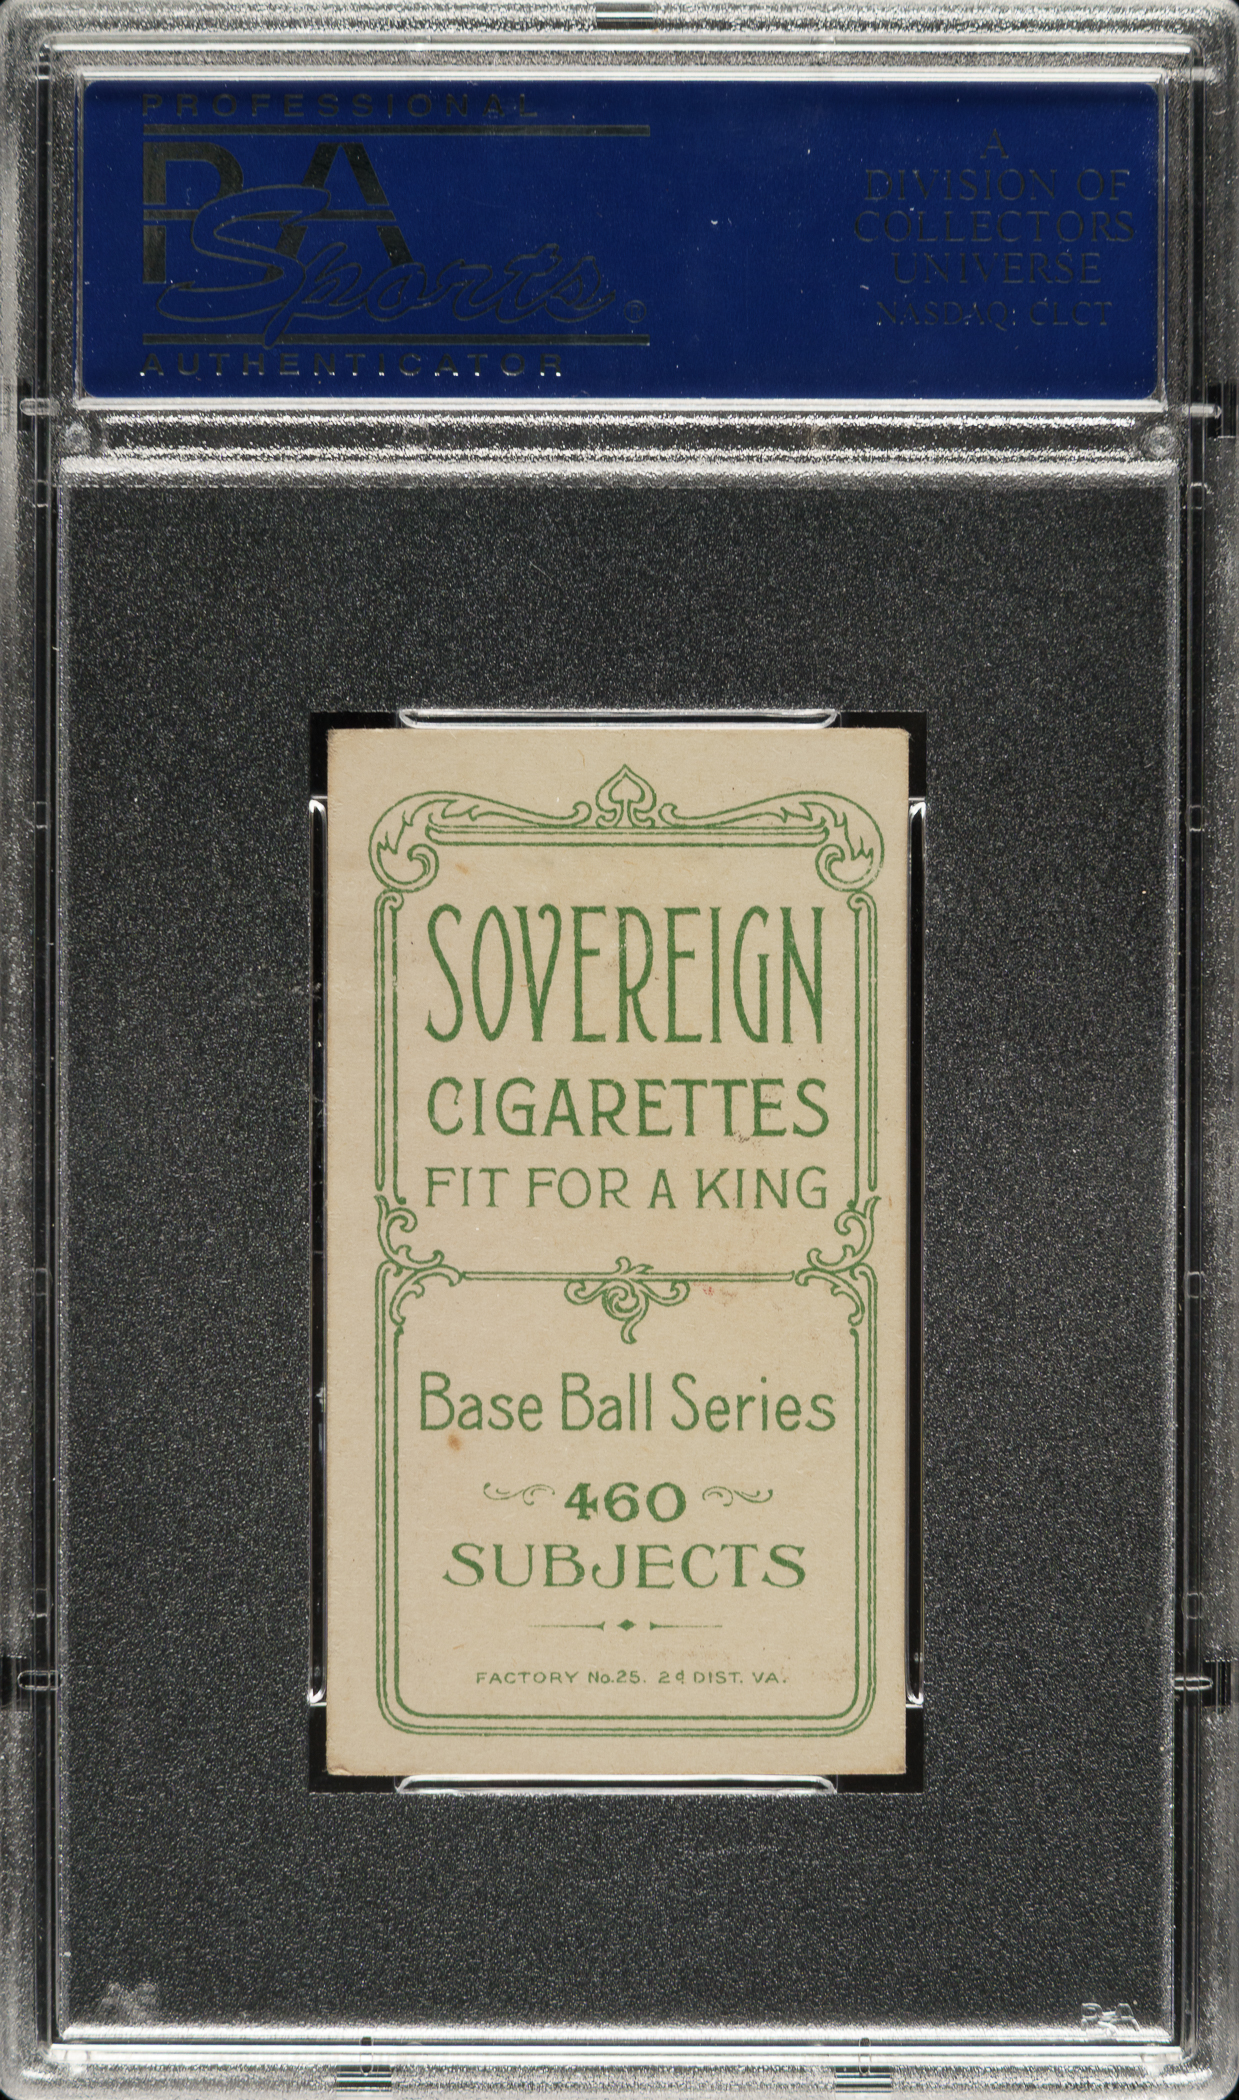 PROFESSIONAL
PSA
Sports®
AUTHENTICATOR
A
DIVISION OF
COLLECTORS
UNIVERSE
NASDAQ: CLCT
SOVEREIGN
CIGARETTES
FIT FOR A KING
Base Ball Series
460
SUBJECTS
FACTORY No.25. 2d DIST. VA.
PSA